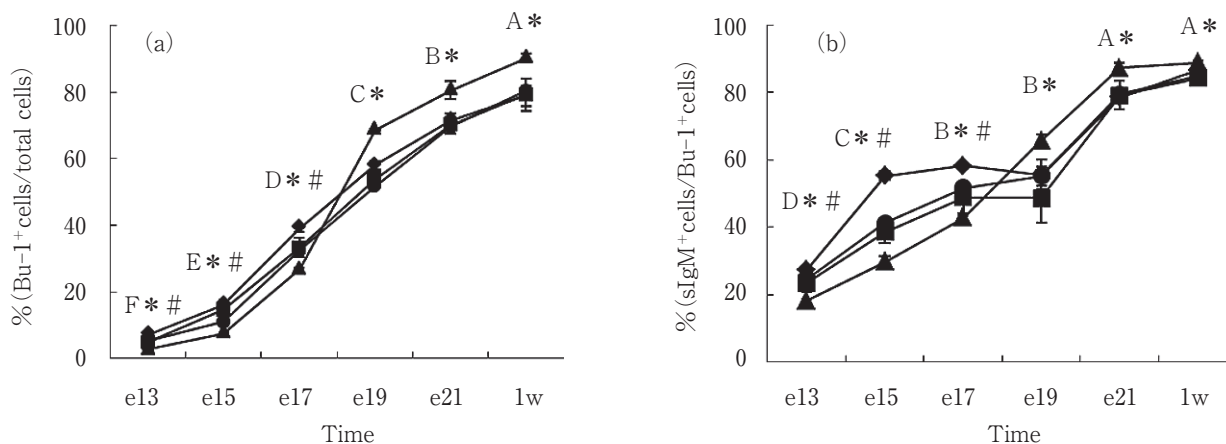 (a)
% (Bu-1⁺cells/total cells)
100
80
60
40
20
0
F* #
E* #
D* #
C*
B*
A*
e13 e15 e17 e19 e21 1w
Time
(b)
% (sIgM⁺cells/Bu-1⁺cells)
100
80
60
40
20
0
D* #
C* #
B* #
B*
A*
A*
e13 e15 e17 e19 e21 1w
Time